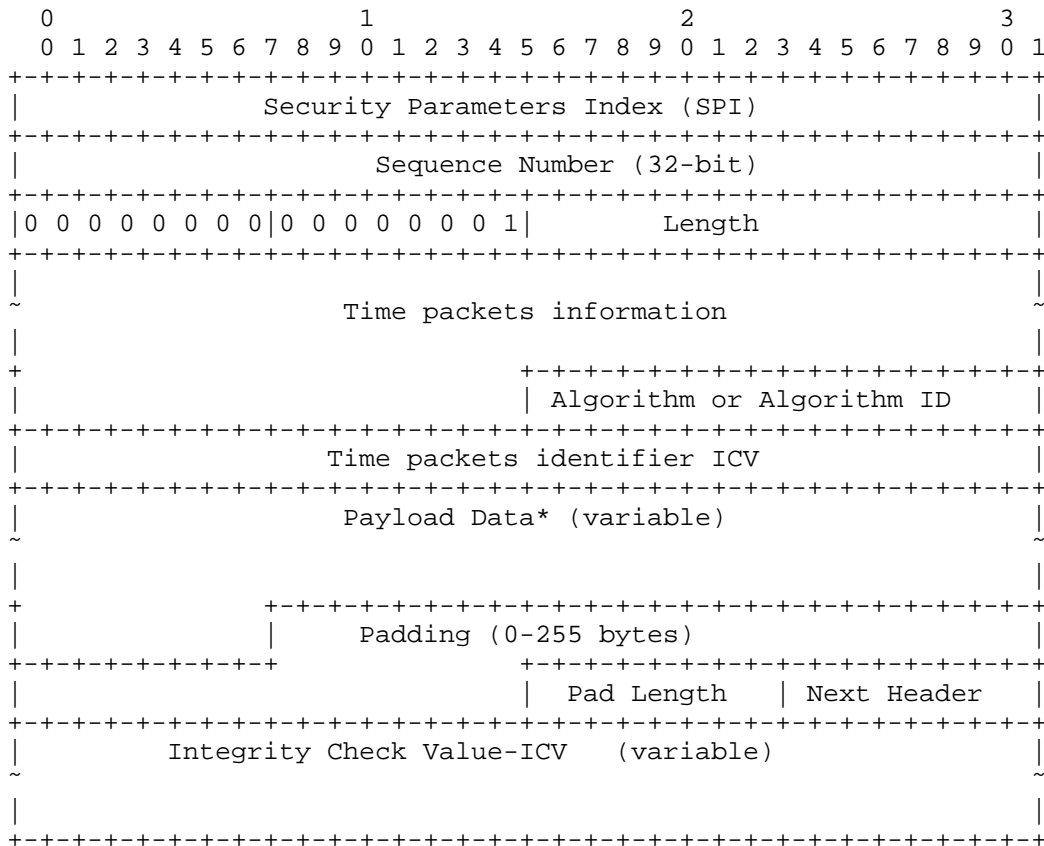 0                   1                   2                   3
0 1 2 3 4 5 6 7 8 9 0 1 2 3 4 5 6 7 8 9 0 1 2 3 4 5 6 7 8 9 0 1
+-+-+-+-+-+-+-+-+-+-+-+-+-+-+-+-+-+-+-+-+-+-+-+-+-+-+-+-+-+-+-+-+
|               Security Parameters Index (SPI)                 |
+-+-+-+-+-+-+-+-+-+-+-+-+-+-+-+-+-+-+-+-+-+-+-+-+-+-+-+-+-+-+-+-+
|                      Sequence Number (32-bit)                 |
+-+-+-+-+-+-+-+-+-+-+-+-+-+-+-+-+-+-+-+-+-+-+-+-+-+-+-+-+-+-+-+-+
|0 0 0 0 0 0 0 0|0 0 0 0 0 0 0 1|        Length                 |
+-+-+-+-+-+-+-+-+-+-+-+-+-+-+-+-+-+-+-+-+-+-+-+-+-+-+-+-+-+-+-+-+
|                                                               |
~                    Time packets information                   ~
|                                                               |
+                               +-+-+-+-+-+-+-+-+-+-+-+-+-+-+-+-+
|                               | Algorithm or Algorithm ID     |
+-+-+-+-+-+-+-+-+-+-+-+-+-+-+-+-+-+-+-+-+-+-+-+-+-+-+-+-+-+-+-+-+
|                   Time packets identifier ICV                 |
+-+-+-+-+-+-+-+-+-+-+-+-+-+-+-+-+-+-+-+-+-+-+-+-+-+-+-+-+-+-+-+-+
|                    Payload Data* (variable)                   |
~                                                               ~
|                                                               |
+               +-+-+-+-+-+-+-+-+-+-+-+-+-+-+-+-+-+-+-+-+-+-+-+-+
|               |     Padding (0-255 bytes)                     |
+-+-+-+-+-+-+-+-+               +-+-+-+-+-+-+-+-+-+-+-+-+-+-+-+-+
|                               |  Pad Length   | Next Header   |
+-+-+-+-+-+-+-+-+-+-+-+-+-+-+-+-+-+-+-+-+-+-+-+-+-+-+-+-+-+-+-+-+
|         Integrity Check Value-ICV   (variable)                |
~                                                               ~
|                                                               |
+-+-+-+-+-+-+-+-+-+-+-+-+-+-+-+-+-+-+-+-+-+-+-+-+-+-+-+-+-+-+-+-+